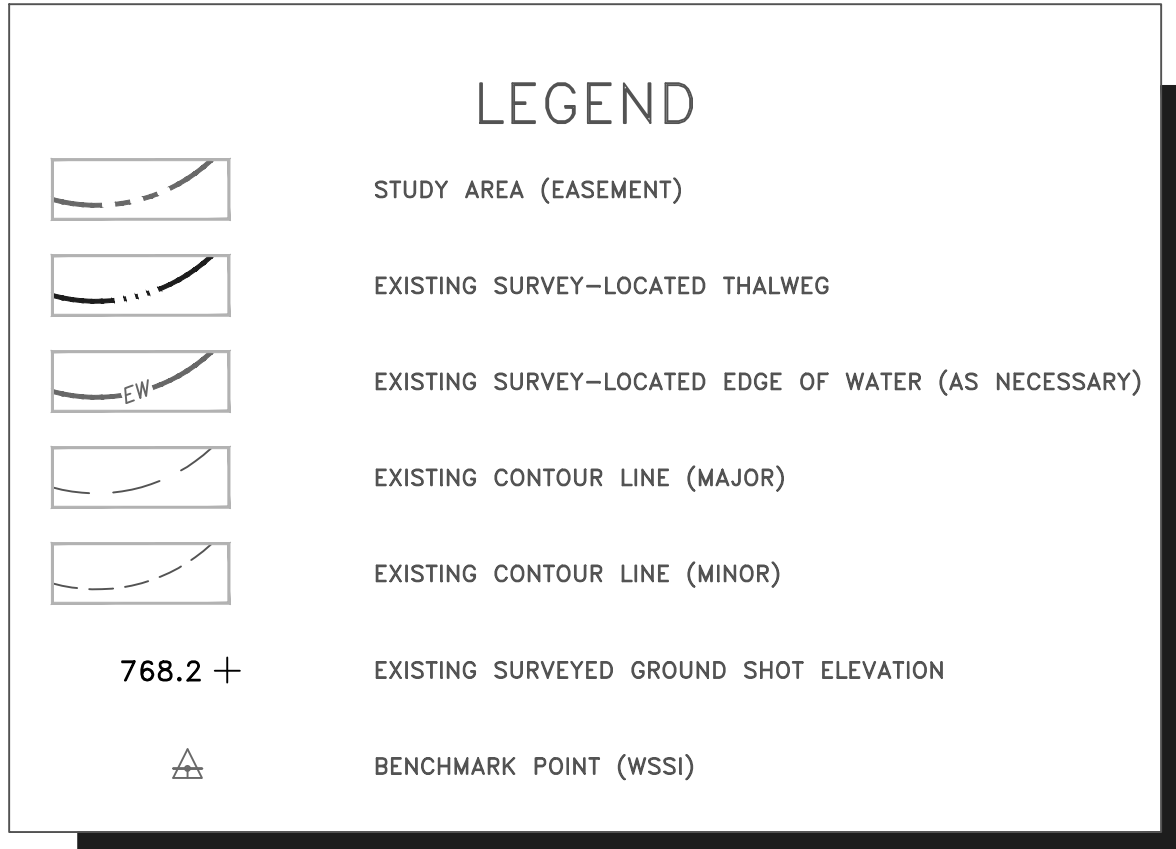 LEGEND
STUDY AREA (EASEMENT)
EXISTING SURVEY-LOCATED THALWEG
EW EXISTING SURVEY-LOCATED EDGE OF WATER (AS NECESSARY)
EXISTING CONTOUR LINE (MAJOR)
EXISTING CONTOUR LINE (MINOR)
768.2 EXISTING SURVEYED GROUND SHOT ELEVATION
BENCHMARK POINT (WSSI)